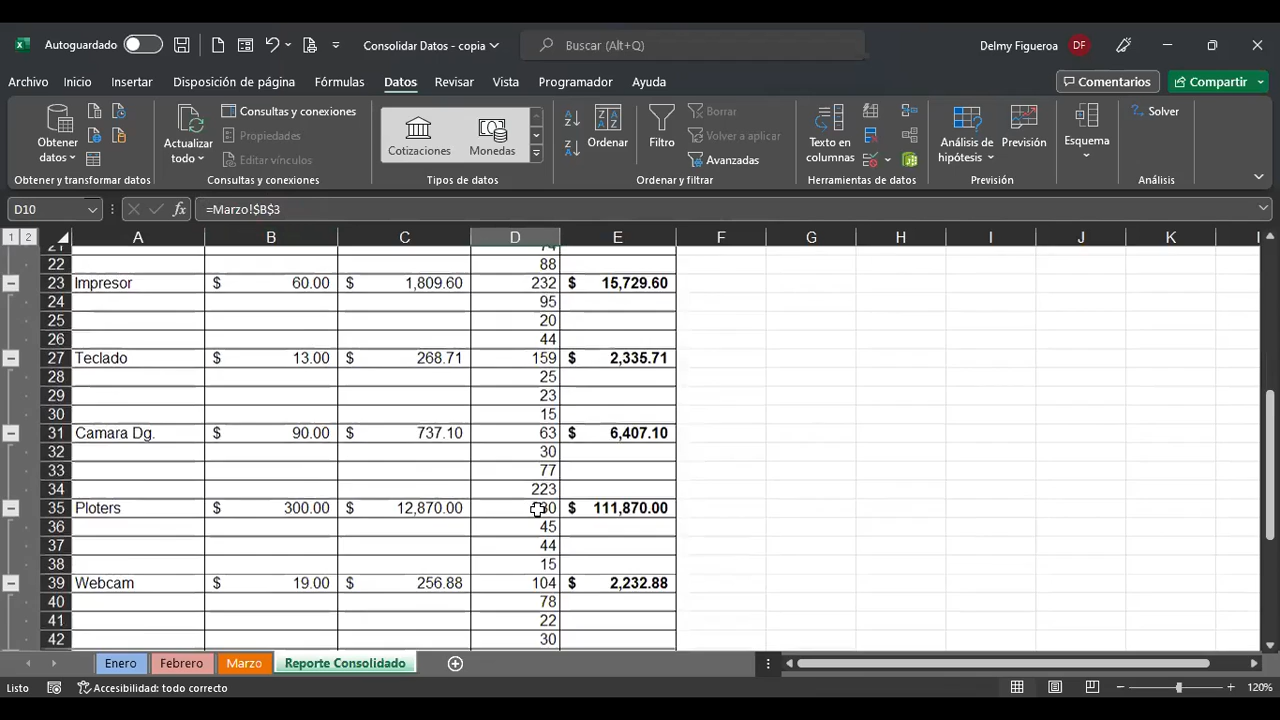 Autoguardado Consolidar Datos - copia Buscar (Alt+Q) Delmy Figueroa DF
Archivo Inicio Insertar Disposición de página Fórmulas Datos Revisar Vista Programador Ayuda Comentarios Compartir
Obtener datos Actualizar todo Consultas y conexiones Propiedades Editar vínculos Cotizaciones Monedas Ordenar Filtro Borrar Volver a aplicar Avanzadas Texto en columnas Análisis de hipótesis Previsión Esquema Solver
Obtener y transformar datos Consultas y conexiones Tipos de datos Ordenar y filtrar Herramientas de datos Previsión Análisis
D10 fx =Marzo!$B$3
1 2 A B C D E F G H I J K
22 88
23 Impresor $ 60.00 $ 1,809.60 232 $ 15,729.60
24 95
25 20
26 44
27 Teclado $ 13.00 $ 268.71 159 $ 2,335.71
28 25
29 23
30 15
31 Camara Dg. $ 90.00 $ 737.10 63 $ 6,407.10
32 30
33 77
34 223
35 Ploters $ 300.00 $ 12,870.00 $ 111,870.00
36 45
37 44
38 15
39 Webcam $ 19.00 $ 256.88 104 $ 2,232.88
40 78
41 22
42 30
Enero Febrero Marzo Reporte Consolidado
Listo Accesibilidad: todo correcto 120%